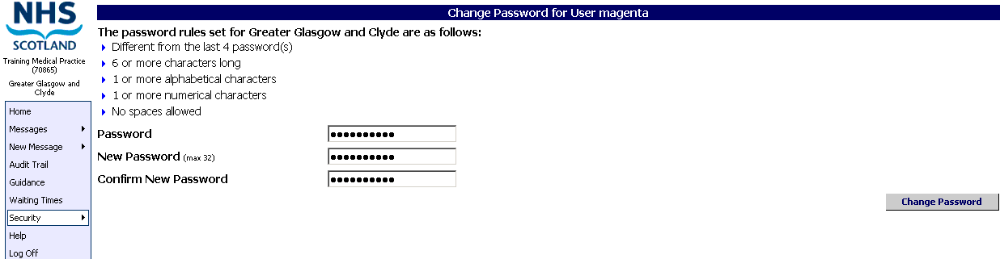 NHS
SCOTLAND
Training Medical Practice
(70865)
Greater Glasgow and
Clyde
Home
Messages
New Message
Audit Trail
Guidance
Waiting Times
Security
Help
Log Off
Change Password for User magenta
The password rules set for Greater Glasgow and Clyde are as follows:
Different from the last 4 password(s)
6 or more characters long
1 or more alphabetical characters
1 or more numerical characters
No spaces allowed
Password ●●●●●●●●●●
New Password (max 32) ●●●●●●●●●●
Confirm New Password ●●●●●●●●●●
Change Password